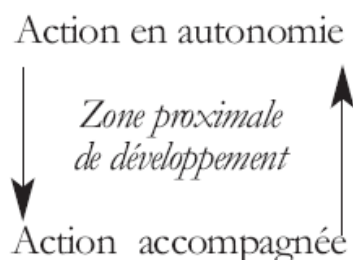 Action en autonomie
Zone proximale
de développement
Action accompagnée